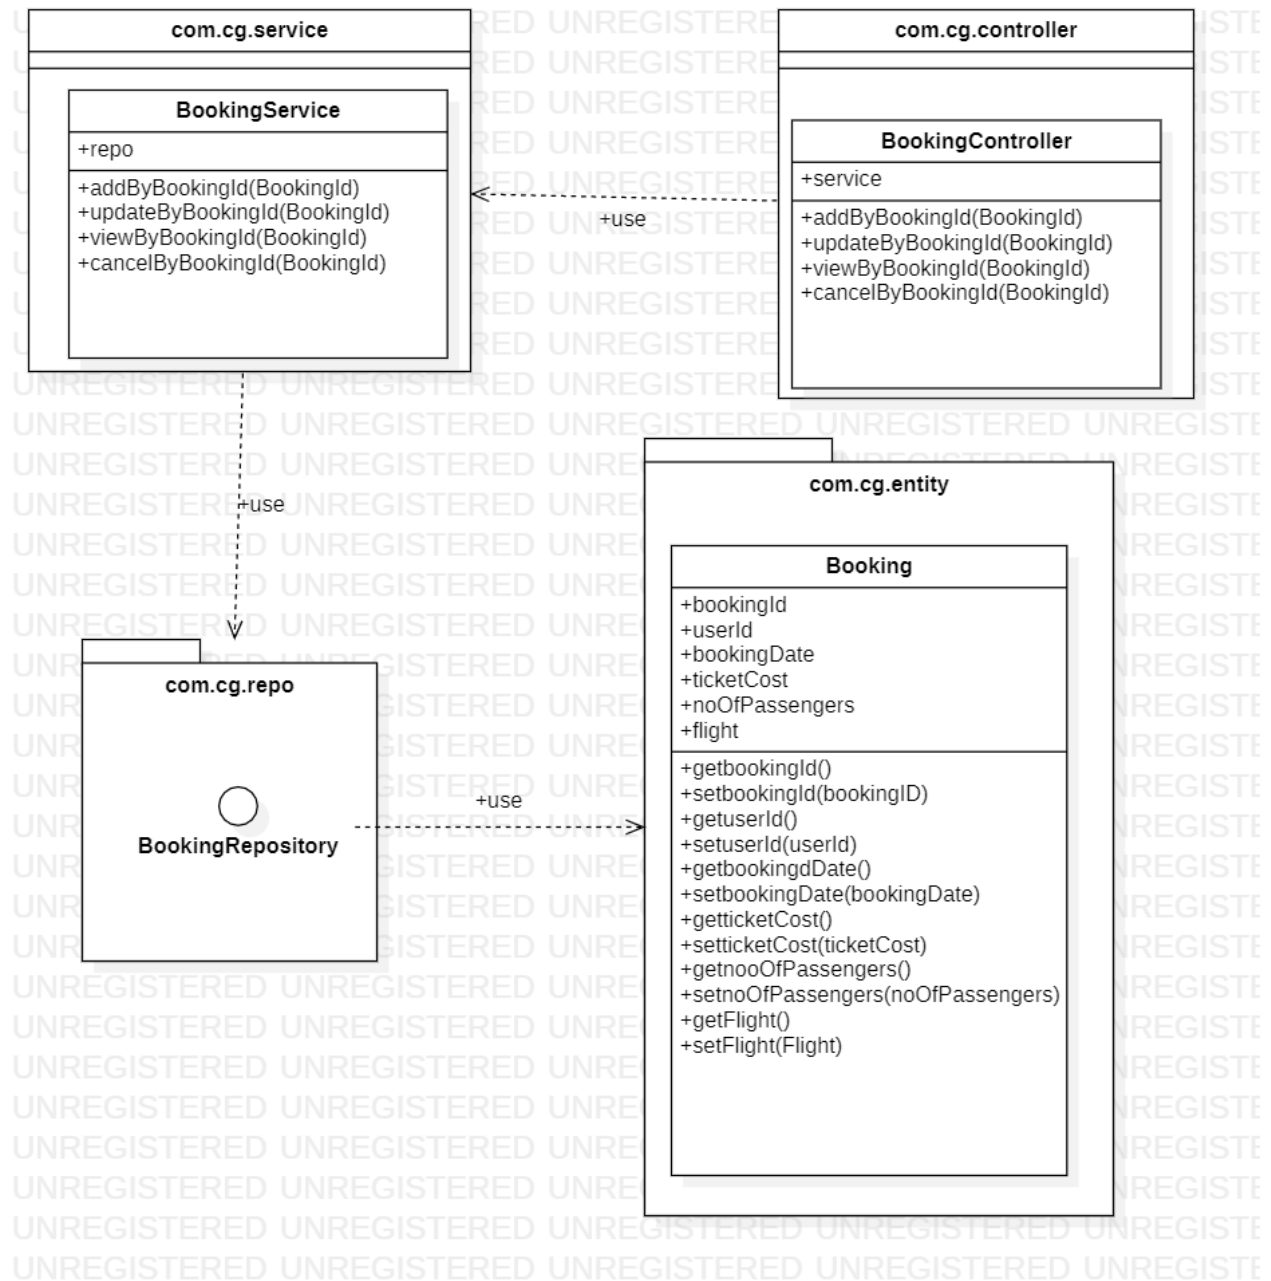 com.cg.service
BookingService
+repo
+addByBookingId(BookingId)
+updateByBookingId(BookingId)
+viewByBookingId(BookingId)
+cancelByBookingId(BookingId)
+use
com.cg.controller
BookingController
+service
+addByBookingId(BookingId)
+updateByBookingId(BookingId)
+viewByBookingId(BookingId)
+cancelByBookingId(BookingId)
+use
com.cg.repo
BookingRepository
+use
com.cg.entity
Booking
+bookingId
+userId
+bookingDate
+ticketCost
+noOfPassengers
+flight
+getbookingId()
+setbookingId(bookingID)
+getuserId()
+setuserId(userId)
+getbookingdDate()
+setbookingDate(bookingDate)
+getticketCost()
+setticketCost(ticketCost)
+getnooOfPassengers()
+setnoOfPassengers(noOfPassengers)
+getFlight()
+setFlight(Flight)
UNREGISTERED